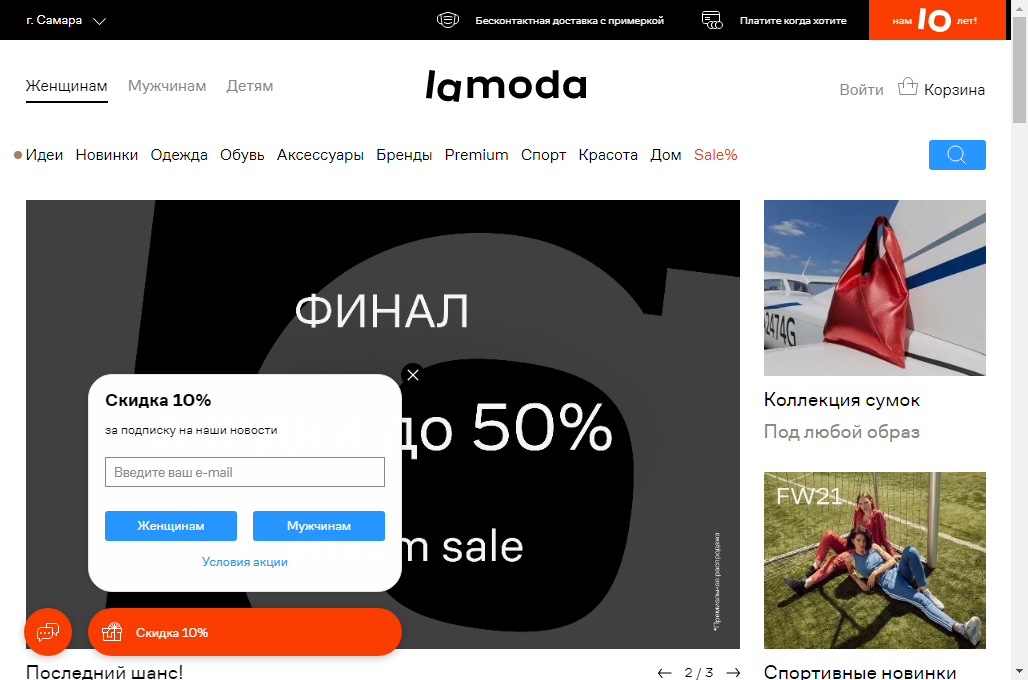 г. Самара
Бесконтактная доставка с примеркой
Платите когда хотите
нам 10 лет!
Женщинам Мужчинам Детям
lamoda
Войти
Корзина
Идеи Новинки Одежда Обувь Аксессуары Бренды Premium Спорт Красота Дом Sale%
ФИНАЛ
до 50%
m sale
*Премиальная распродажа
Скидка 10%
за подписку на наши новости
Введите ваш e-mail
Женщинам
Мужчинам
Условия акции
Скидка 10%
Последний шанс!
2 / 3
2474G
Коллекция сумок
Под любой образ
FW21
Спортивные новинки